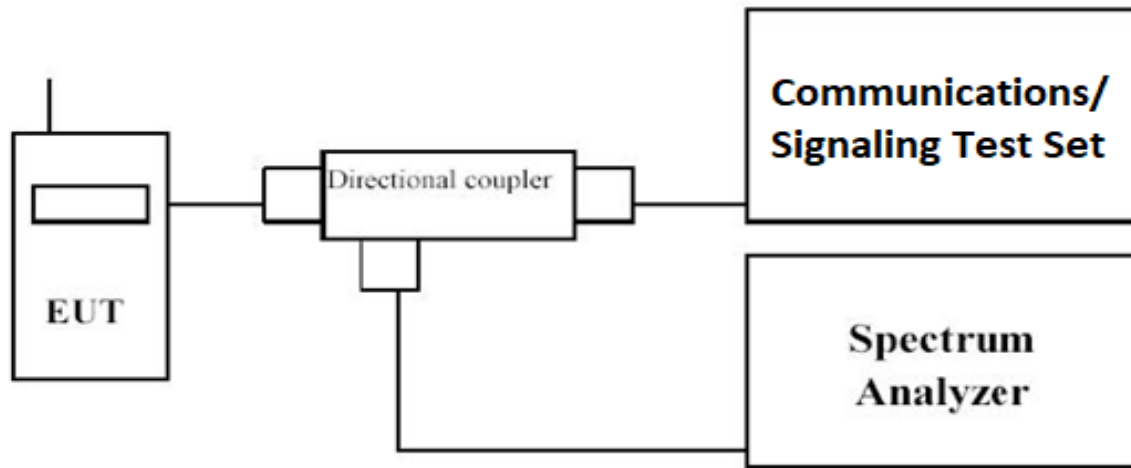 Communications/
Signaling Test Set
Directional coupler
EUT
Spectrum
Analyzer